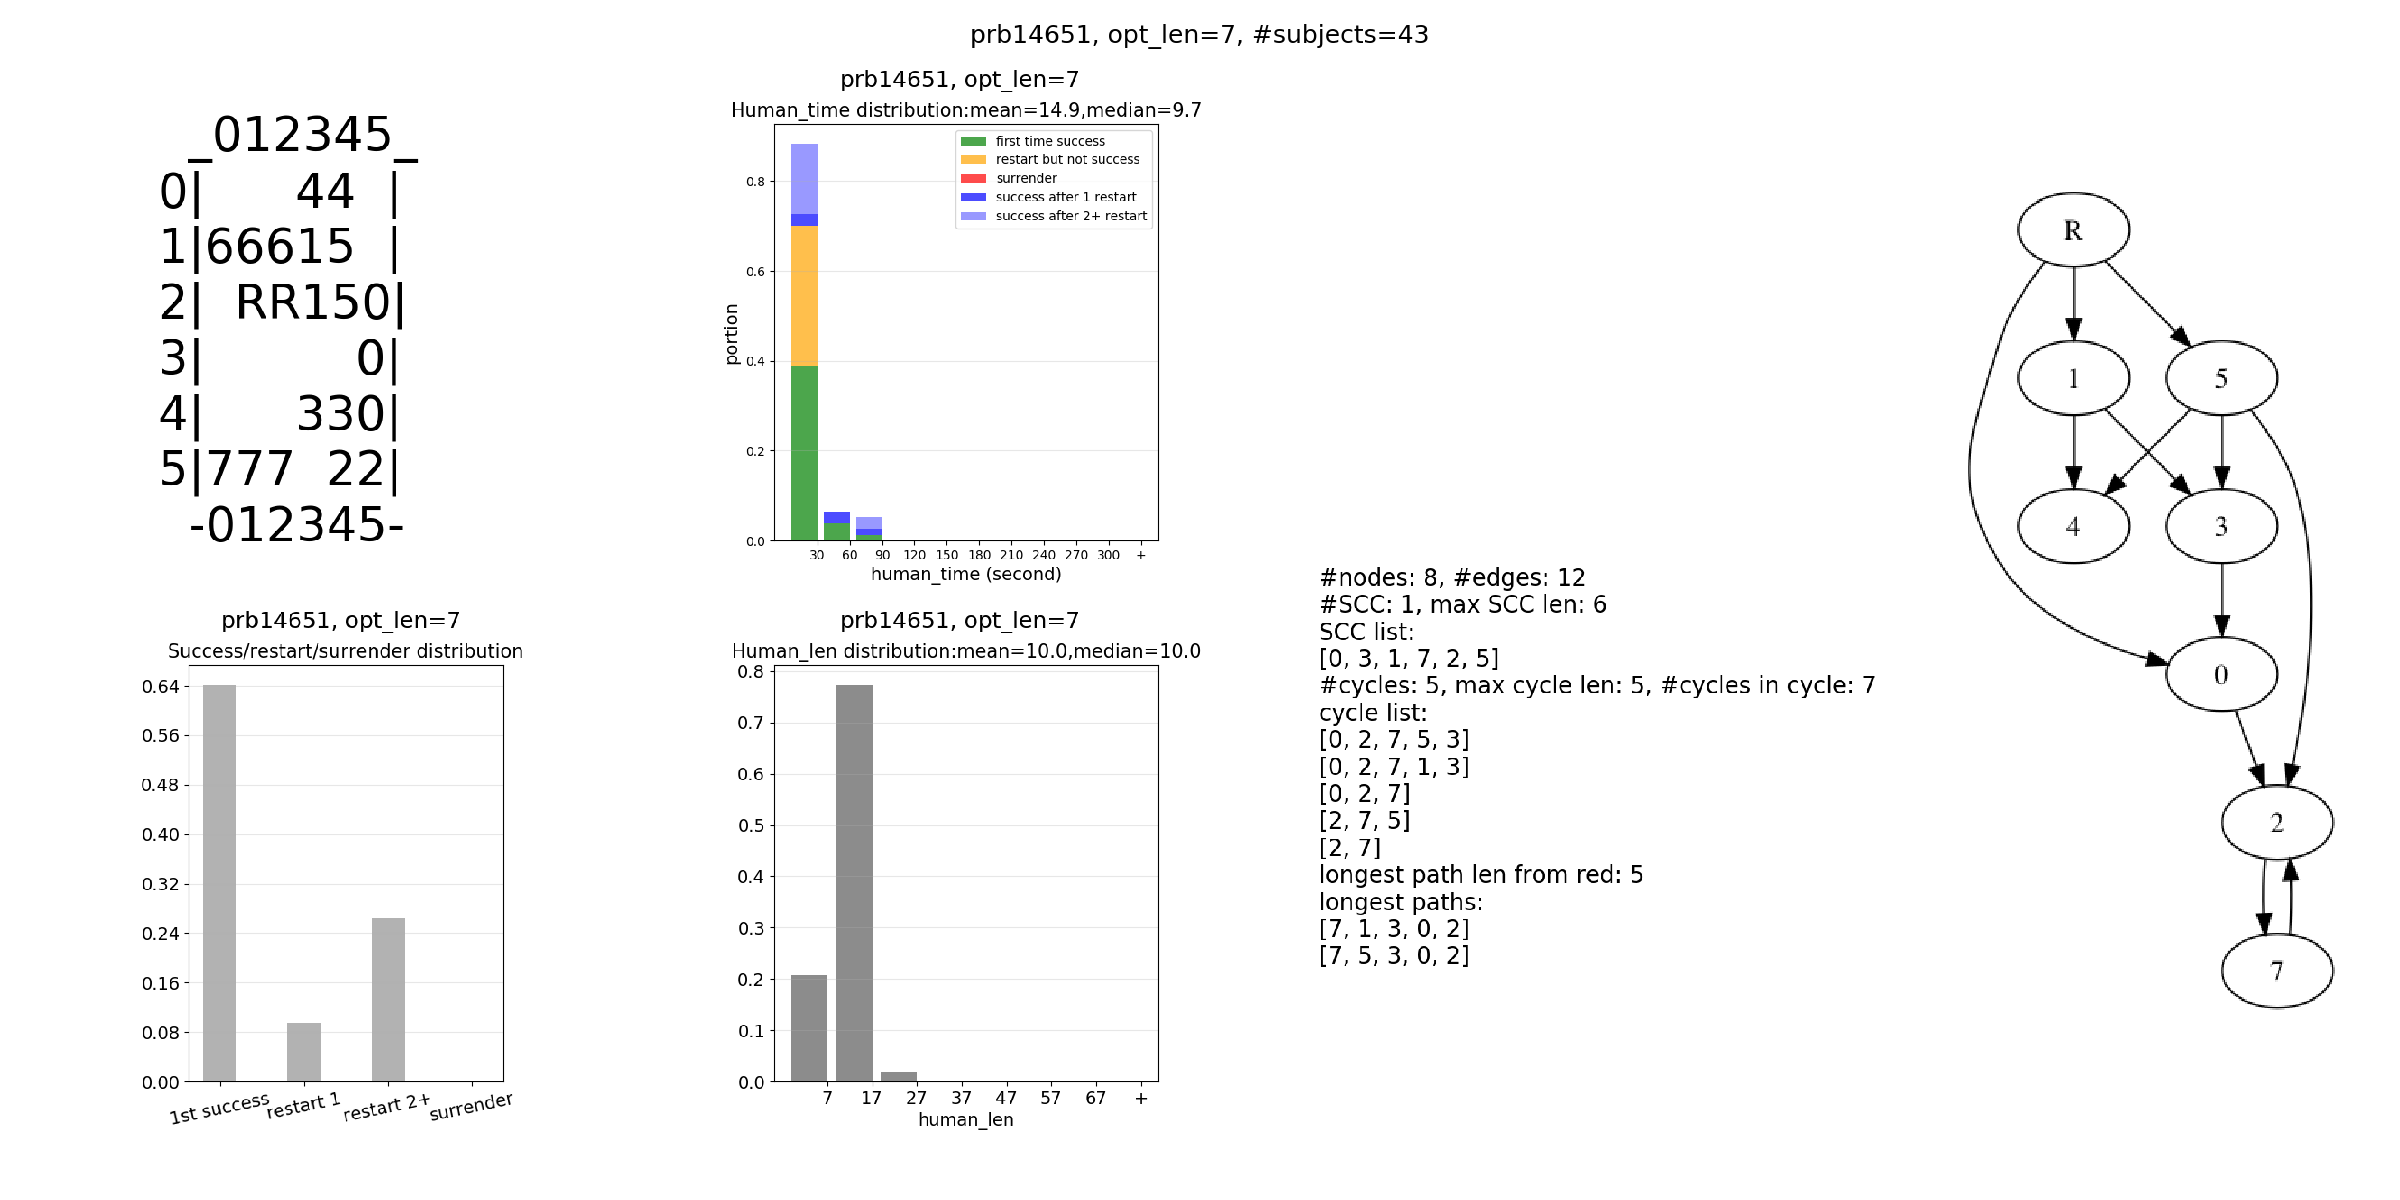 prb14651, opt_len=7, #subjects=43
_012345_
0|   44 |
1|66615 |
2| RR150|
3|     0|
4|   330|
5|777 22|
-012345-
prb14651, opt_len=7
Human_time distribution:mean=14.9,median=9.7
portion
0.8
0.6
0.4
0.2
0.0
first time success
restart but not success
surrender
success after 1 restart
success after 2+ restart
30 60 90 120 150 180 210 240 270 300 +
human_time (second)
prb14651, opt_len=7
Success/restart/surrender distribution
0.64
0.56
0.48
0.40
0.32
0.24
0.16
0.08
0.00
1st success restart 1 restart 2+ surrender
prb14651, opt_len=7
Human_len distribution:mean=10.0,median=10.0
0.8
0.7
0.6
0.5
0.4
0.3
0.2
0.1
0.0
7 17 27 37 47 57 67 +
human_len
#nodes: 8, #edges: 12
#SCC: 1, max SCC len: 6
SCC list:
[0, 3, 1, 7, 2, 5]
#cycles: 5, max cycle len: 5, #cycles in cycle: 7
cycle list:
[0, 2, 7, 5, 3]
[0, 2, 7, 1, 3]
[0, 2, 7]
[2, 7, 5]
[2, 7]
longest path len from red: 5
longest paths:
[7, 1, 3, 0, 2]
[7, 5, 3, 0, 2]
R
1 5
4 3
0
2
7